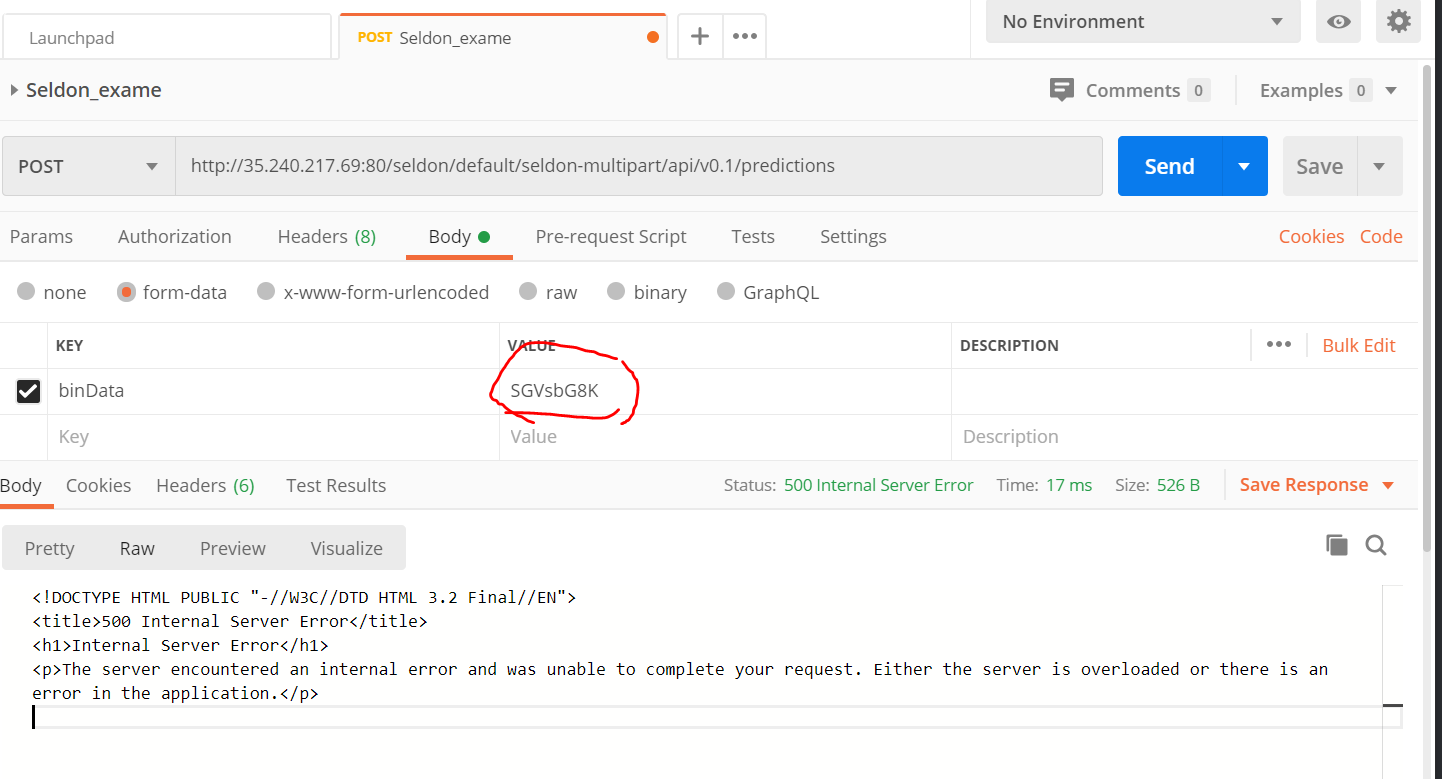 Launchpad
POST Seldon_exame
No Environment
Seldon_exame
Comments 0
Examples 0
POST
http://35.240.217.69:80/seldon/default/seldon-multipart/api/v0.1/predictions
Send
Save
Params Authorization Headers (8) Body Pre-request Script Tests Settings Cookies Code
none form-data x-www-form-urlencoded raw binary GraphQL
KEY VALUE DESCRIPTION Bulk Edit
binData SGVsbG8K
Key Value Description
Body Cookies Headers (6) Test Results Status: 500 Internal Server Error Time: 17 ms Size: 526 B Save Response
Pretty Raw Preview Visualize
<!DOCTYPE HTML PUBLIC "-//W3C//DTD HTML 3.2 Final//EN">
<title>500 Internal Server Error</title>
<h1>Internal Server Error</h1>
<p>The server encountered an internal error and was unable to complete your request. Either the server is overloaded or there is an
error in the application.</p>